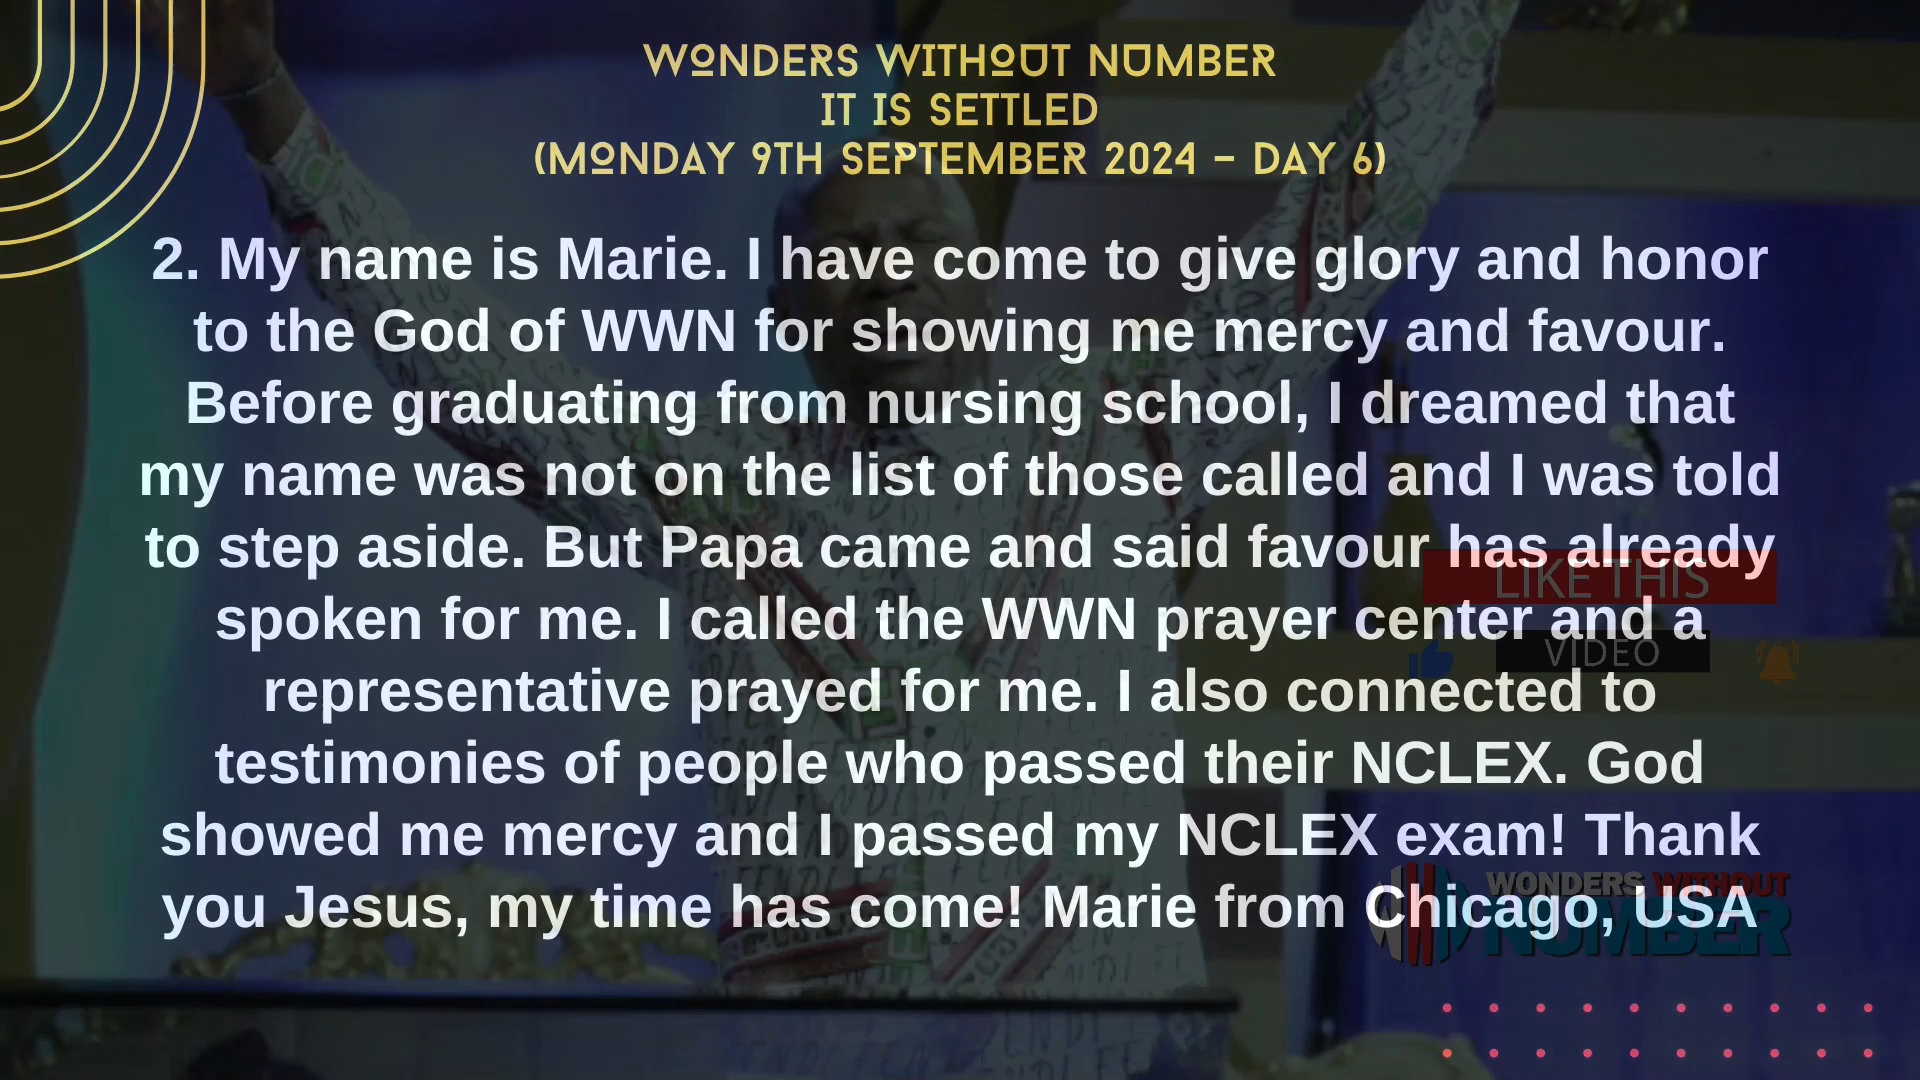 WONDERS WITHOUT NUMBER
IT IS SETTLED
(MONDAY 9TH SEPTEMBER 2024 – DAY 6)
2. My name is Marie. I have come to give glory and honor
to the God of WWN for showing me mercy and favour.
Before graduating from nursing school, I dreamed that
my name was not on the list of those called and I was told
to step aside. But Papa came and said favour has already
spoken for me. I called the WWN prayer center and a
representative prayed for me. I also connected to
testimonies of people who passed their NCLEX. God
showed me mercy and I passed my NCLEX exam! Thank
you Jesus, my time has come! Marie from Chicago, USA
LIKE THIS
VIDEO
WONDERS WITHOUT
NUMBER